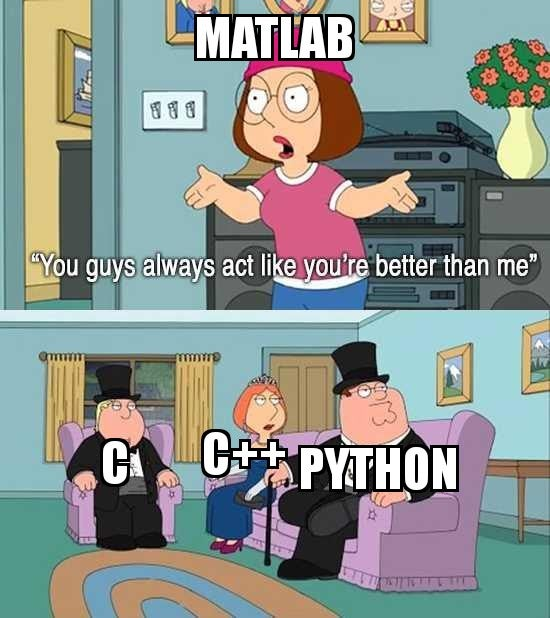 MATLAB
“You guys always act like you're better than me”
C
C++
PYTHON